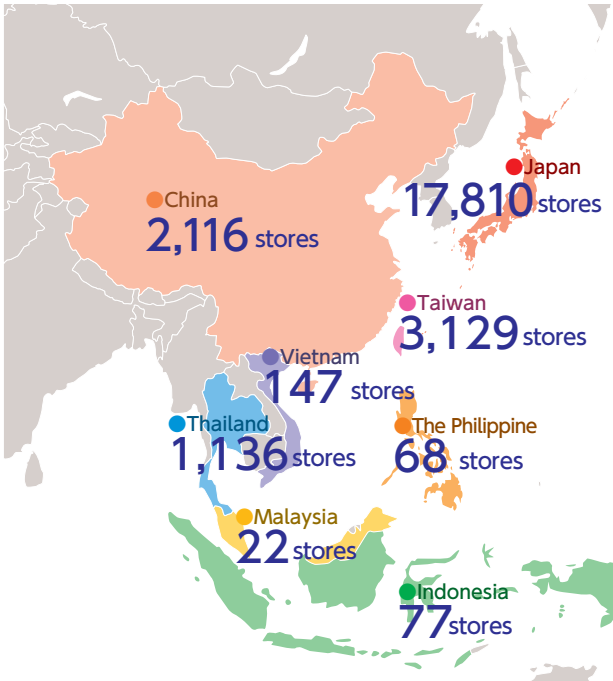 Japan
17,810 stores
China
2,116 stores
Taiwan
3,129 stores
Vietnam
147 stores
Thailand
1,136 stores
The Philippine
68 stores
Malaysia
22 stores
Indonesia
77 stores